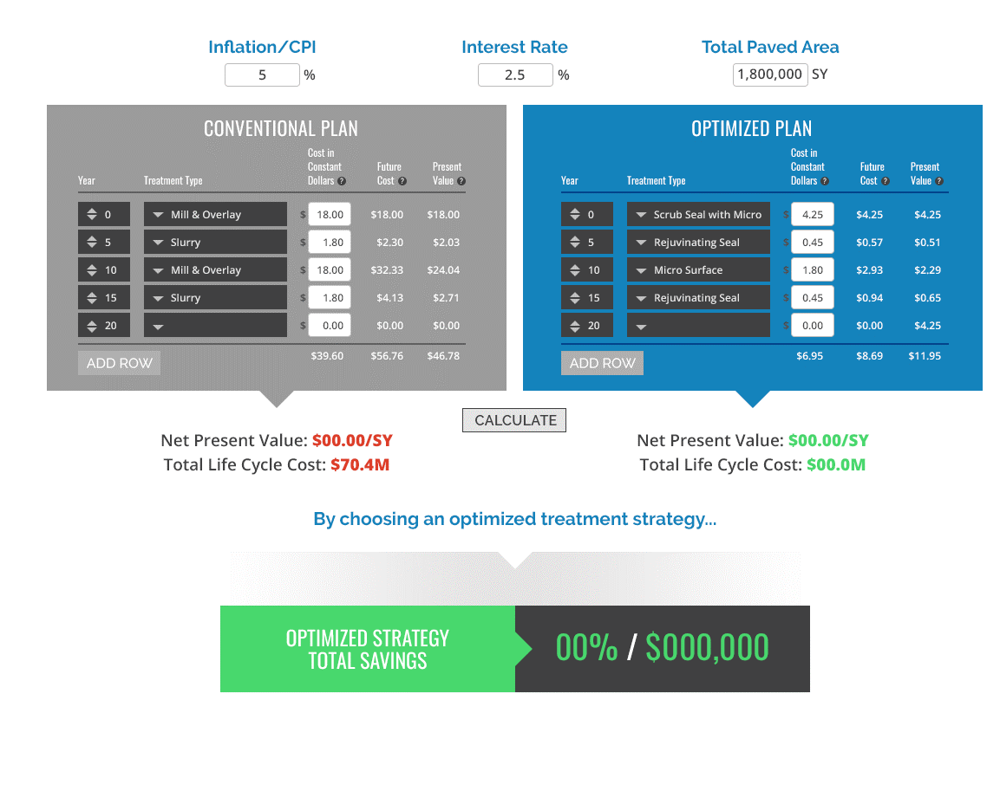 Inflation/CPI Interest Rate Total Paved Area
5 % 2.5 % 1,800,000 SY
CONVENTIONAL PLAN
Cost in
Constant Future Present
Year Treatment Type Dollars ? Cost ? Value ?
0 Mill & Overlay $ 18.00 $18.00 $18.00
5 Slurry $ 1.80 $2.30 $2.03
10 Mill & Overlay $ 18.00 $32.33 $24.04
15 Slurry $ 1.80 $4.13 $2.71
20 $ 0.00 $0.00 $0.00
$39.60 $56.76 $46.78
ADD ROW
OPTIMIZED PLAN
Cost in
Constant Future Present
Year Treatment Type Dollars ? Cost ? Value ?
0 Scrub Seal with Micro $ 4.25 $4.25 $4.25
5 Rejuvinating Seal $ 0.45 $0.57 $0.51
10 Micro Surface $ 1.80 $2.93 $2.29
15 Rejuvinating Seal $ 0.45 $0.94 $0.65
20 $ 0.00 $0.00 $4.25
$6.95 $8.69 $11.95
ADD ROW
CALCULATE
Net Present Value: $00.00/SY
Total Life Cycle Cost: $70.4M
Net Present Value: $00.00/SY
Total Life Cycle Cost: $00.0M
By choosing an optimized treatment strategy...
OPTIMIZED STRATEGY
TOTAL SAVINGS
00% / $000,000